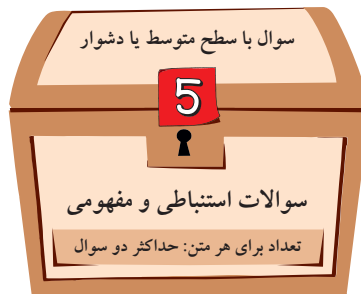 سوال با سطح متوسط یا دشوار
5
سوالات استنباطی و مفهومی
تعداد برای هر متن: حداکثر دو سوال